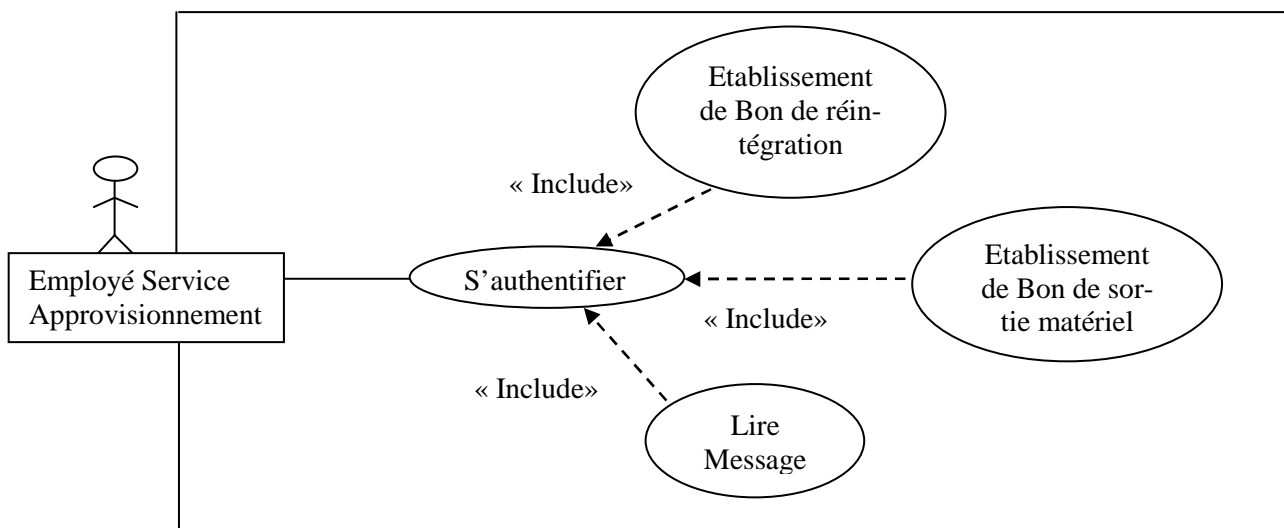 Etablissement
de Bon de réin-
tégration
« Include»
Employé Service
Approvisionnement
S’authentifier
Etablissement
de Bon de sor-
tie matériel
« Include»
« Include»
Lire
Message